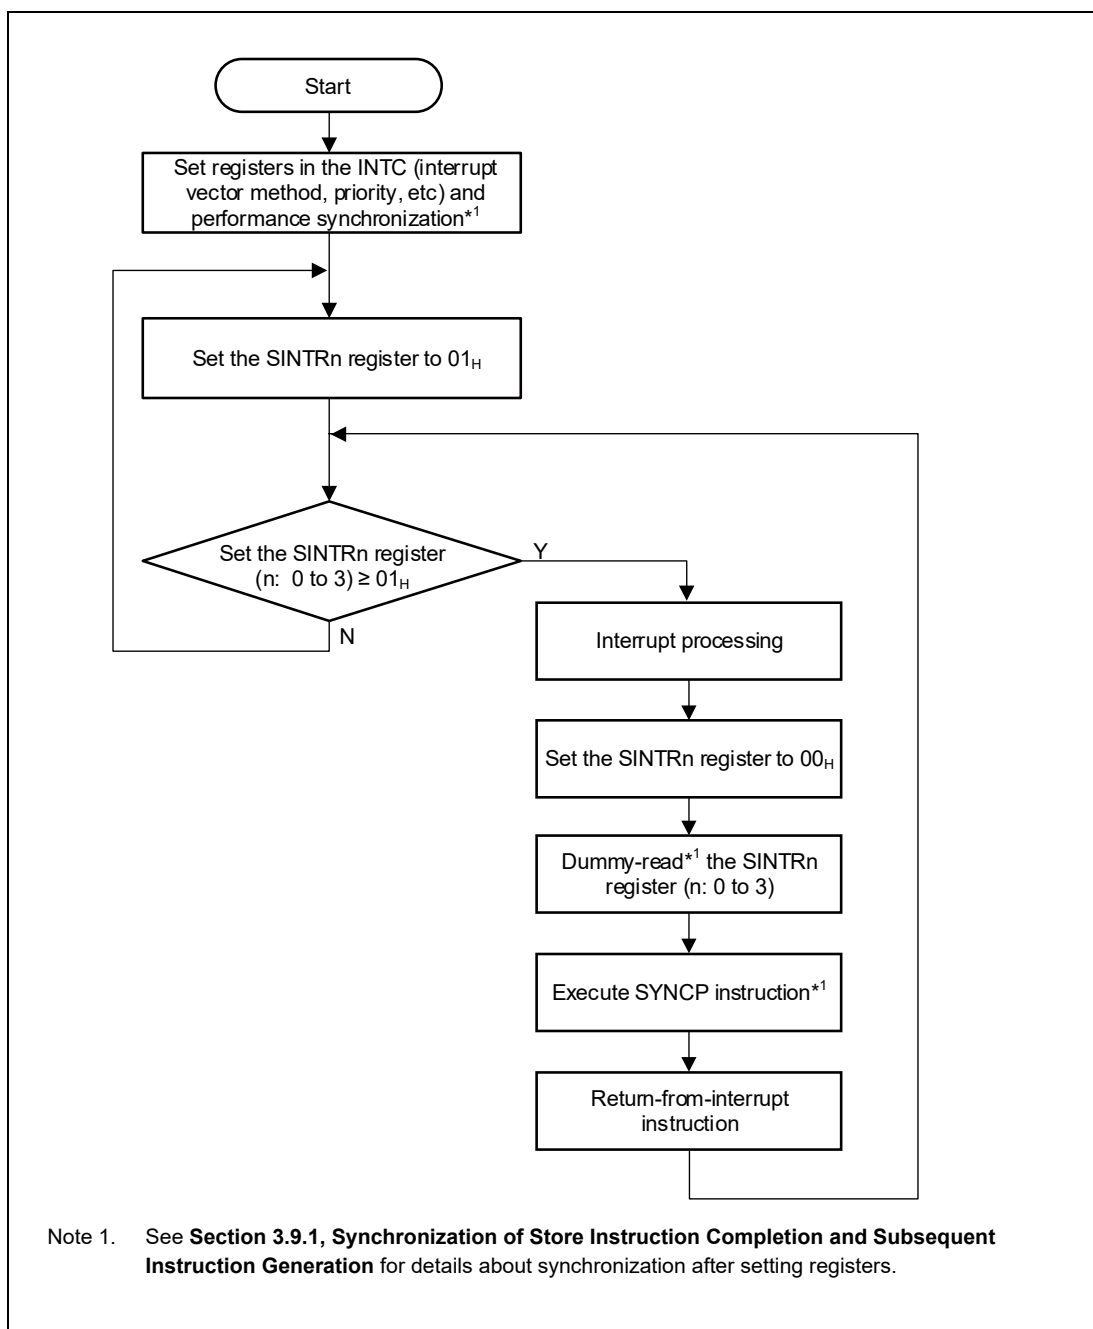 Start
Set registers in the INTC (interrupt
vector method, priority, etc) and
performance synchronization*1
Set the SINTRn register to 01H
Set the SINTRn register
(n: 0 to 3) ≥ 01H
Y
N
Interrupt processing
Set the SINTRn register to 00H
Dummy-read*1 the SINTRn
register (n: 0 to 3)
Execute SYNCP instruction*1
Return-from-interrupt
instruction
Note 1. See Section 3.9.1, Synchronization of Store Instruction Completion and Subsequent
Instruction Generation for details about synchronization after setting registers.